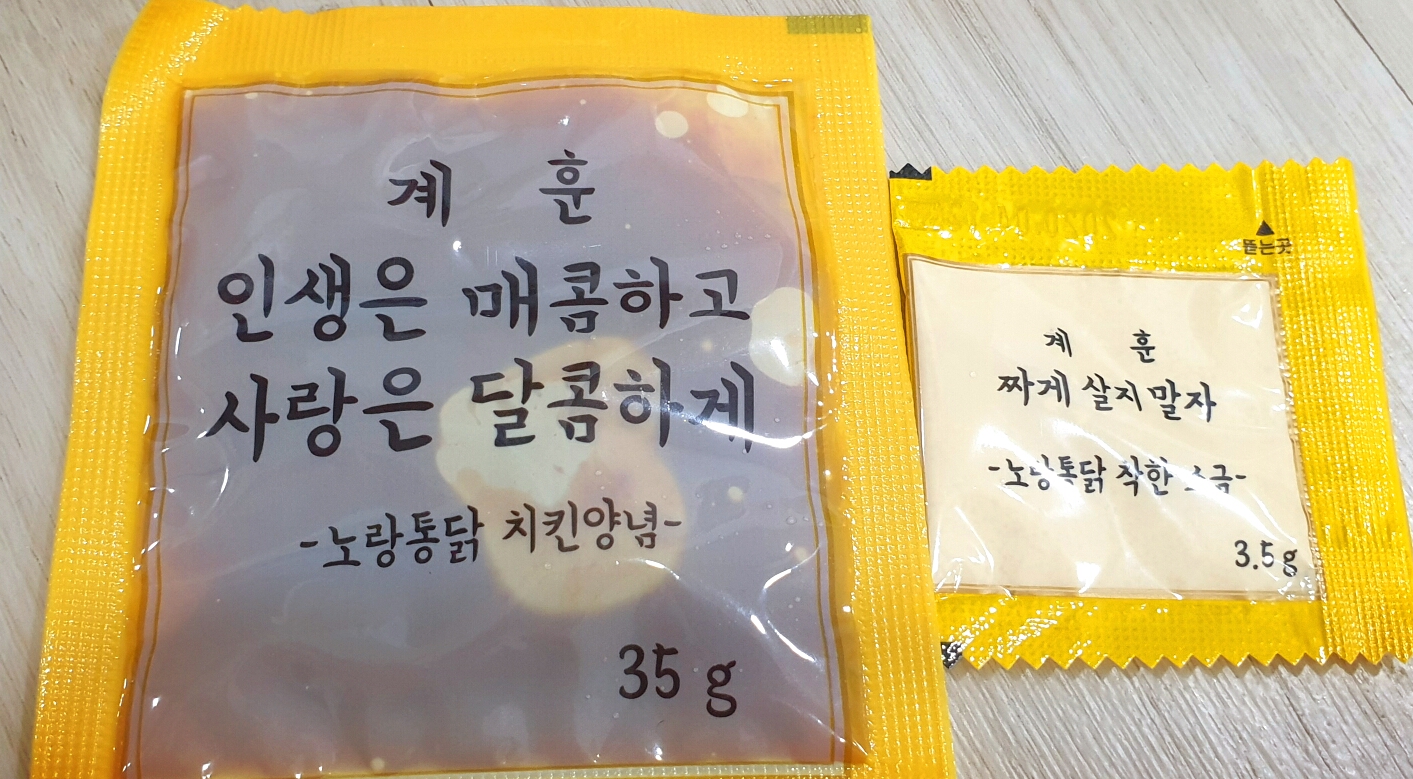 계 훈
인생은 매콤하고
사랑은 달콤하게
-노랑통닭 치킨양념-
35 g
뜯는곳
계 훈
짜게 살지 말자
-노랑통닭 착한 소금-
3.5 g